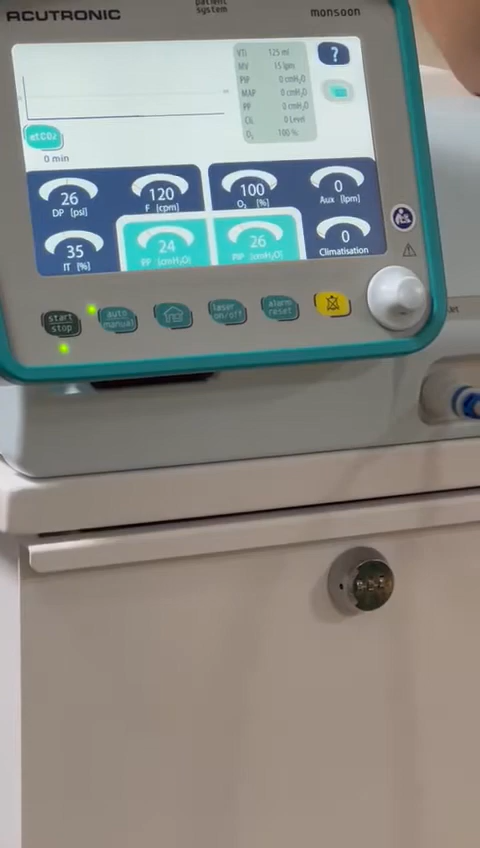 ACUTRONIC
patient
system
monsoon
VTi 125 ml
MV 15 lpm
PIP 0 cmH₂O
MAP 0 cmH₂O
PP 0 cmH₂O
0 Level
O₂ 100 %
?
etCO₂
0 min
26
DP [psi]
120
F [cpm]
100
O₂ [%]
0
Aux [lpm]
35
IT [%]
24
PP [cmH₂O]
26
PIP [cmH₂O]
0
Climatisation
start
stop
auto
manual
laser
on/off
alarm
reset